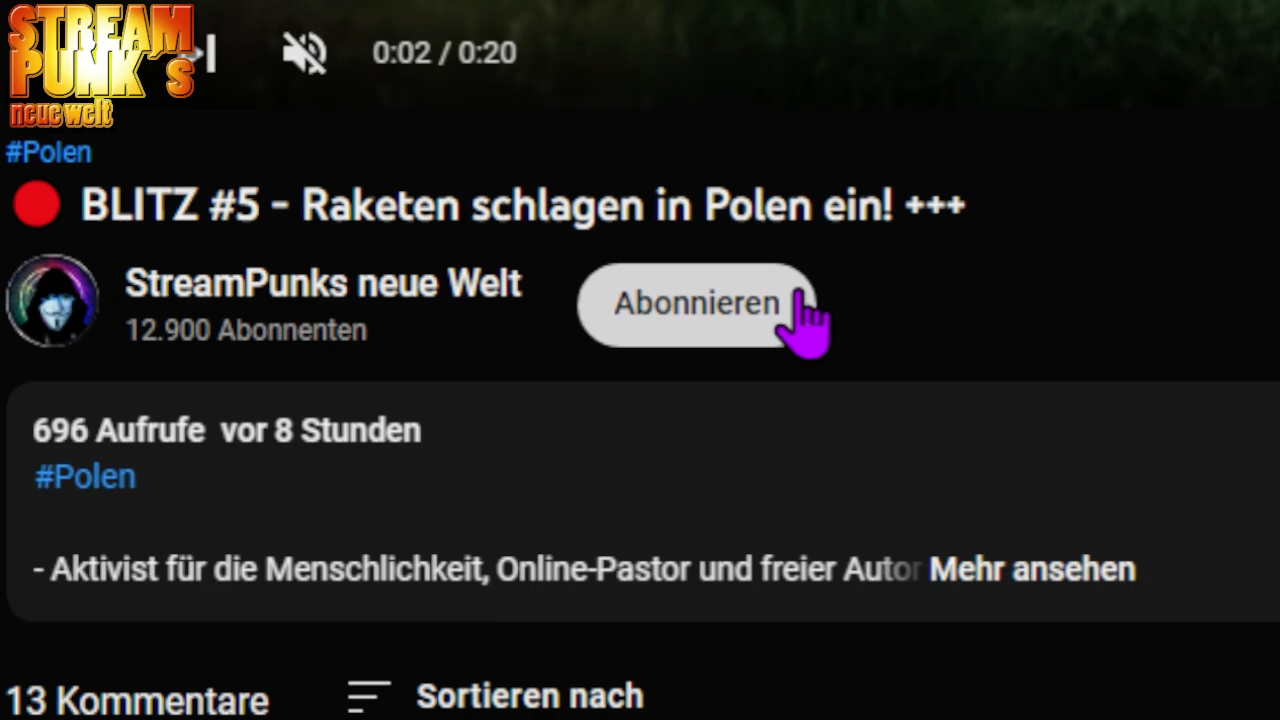 STREAM
PUNK´S
neue welt
0:02 / 0:20
#Polen
BLITZ #5 - Raketen schlagen in Polen ein! +++
StreamPunks neue Welt
12.900 Abonnenten
Abonnieren
696 Aufrufe vor 8 Stunden
#Polen
- Aktivist für die Menschlichkeit, Online-Pastor und freier Autor Mehr ansehen
13 Kommentare
Sortieren nach